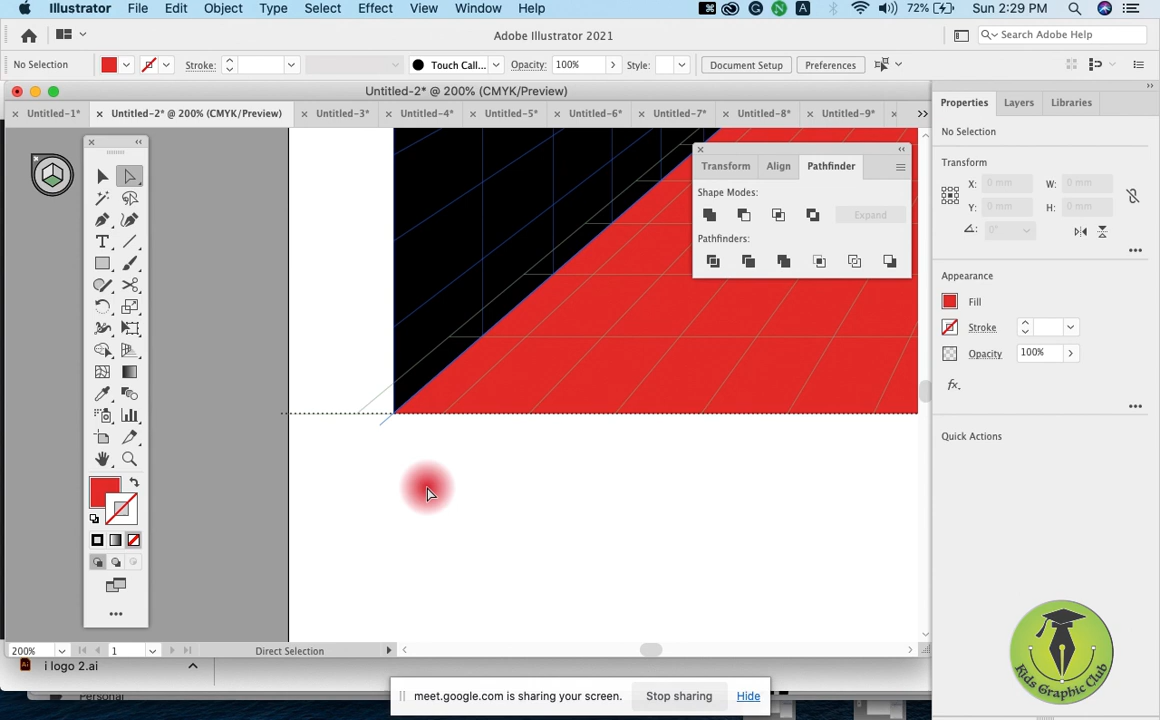 Illustrator File Edit Object Type Select Effect View Window Help 72% Sun 2:29 PM
Adobe Illustrator 2021 Search Adobe Help
No Selection Stroke: Touch Call... Opacity: 100% Style: Document Setup Preferences
Untitled-2* @ 200% (CMYK/Preview)
Untitled-1* Untitled-2* @ 200% (CMYK/Preview) Untitled-3* Untitled-4* Untitled-5* Untitled-6* Untitled-7* Untitled-8* Untitled-9*
Properties Layers Libraries
No Selection
Transform
X: 0 mm W: 0 mm
Y: 0 mm H: 0 mm
0°
Appearance
Fill
Stroke
Opacity 100%
fx.
Quick Actions
Transform Align Pathfinder
Shape Modes:
Expand
Pathfinders:
200% 1 Direct Selection
i logo 2.ai
Personal
meet.google.com is sharing your screen. Stop sharing Hide
Kids Graphic Club